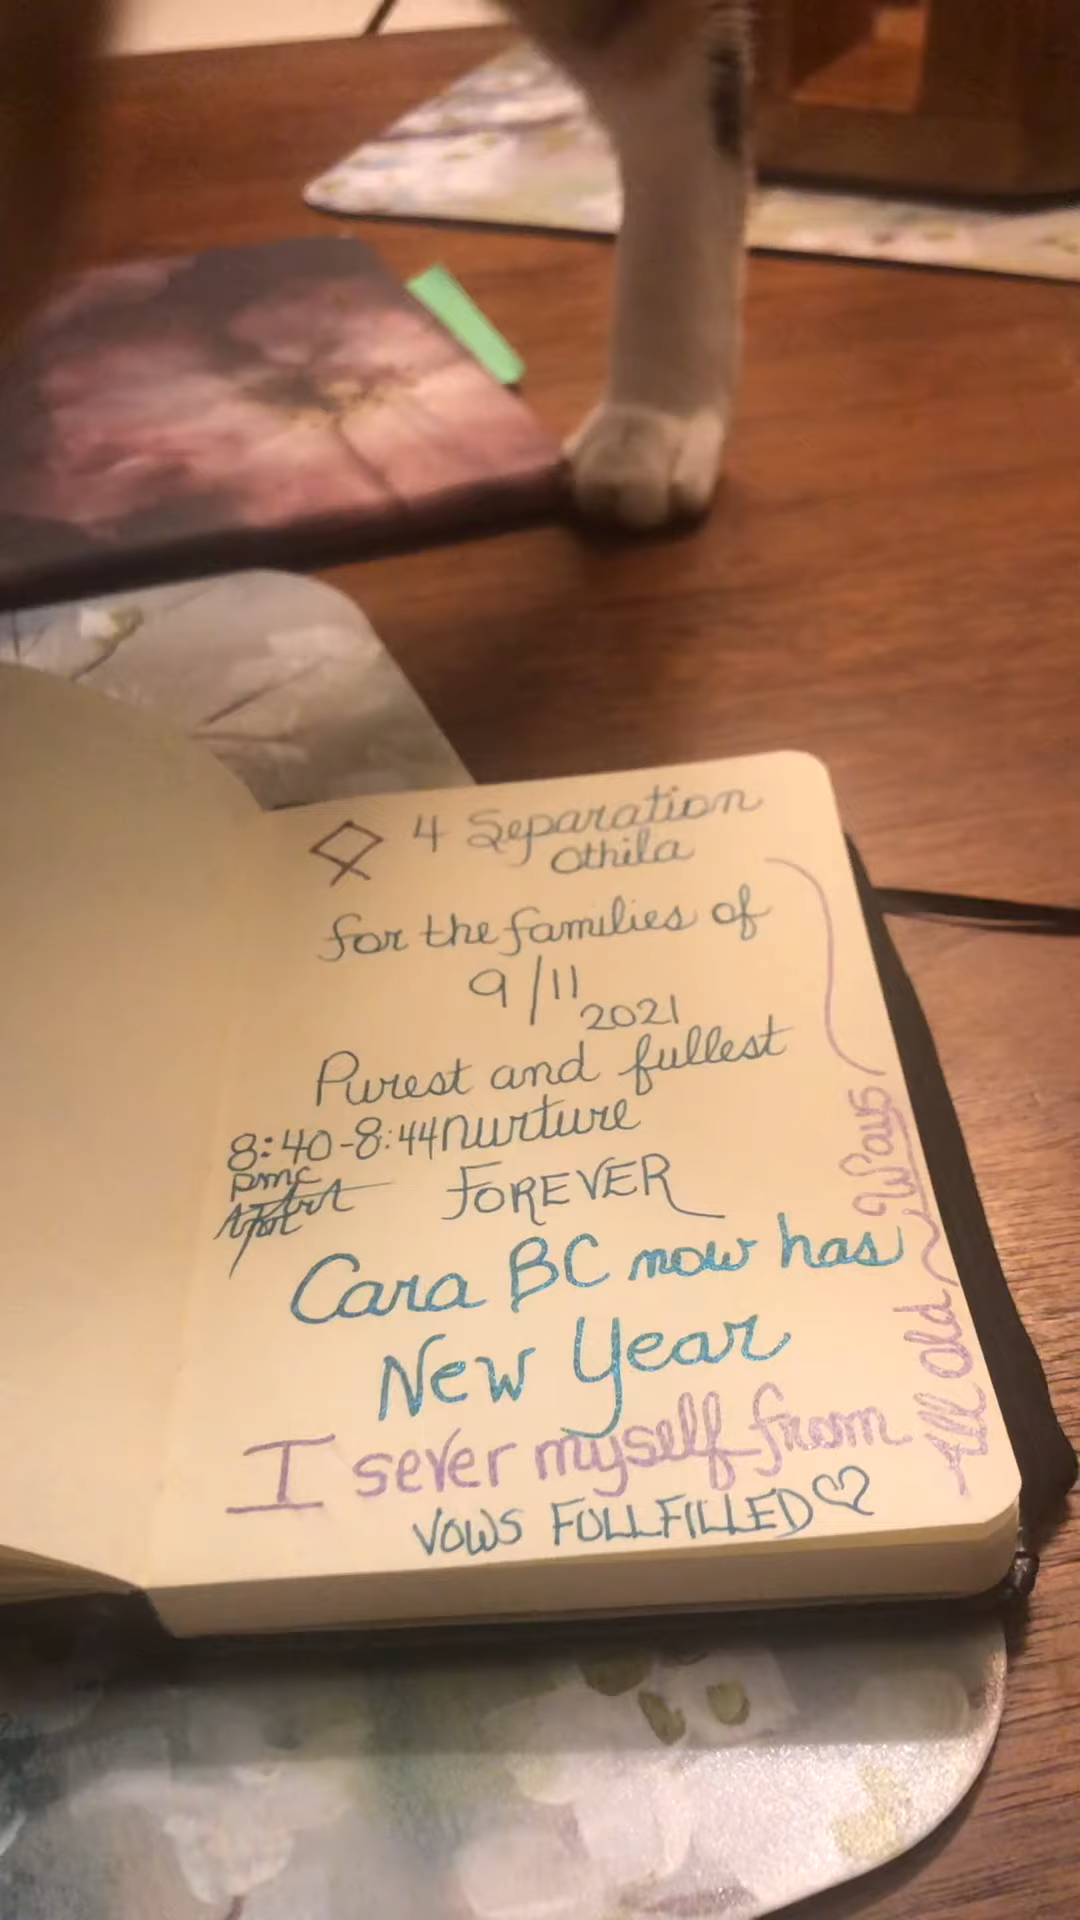 4 Separation
Othila
for the families of
9/11
2021
Purest and fullest
8:40-8:44 nurture
pmc
FOREVER
Cara BC now has
New Year
I sever myself from
All Old Ways
VOWS FULLFILLED♡